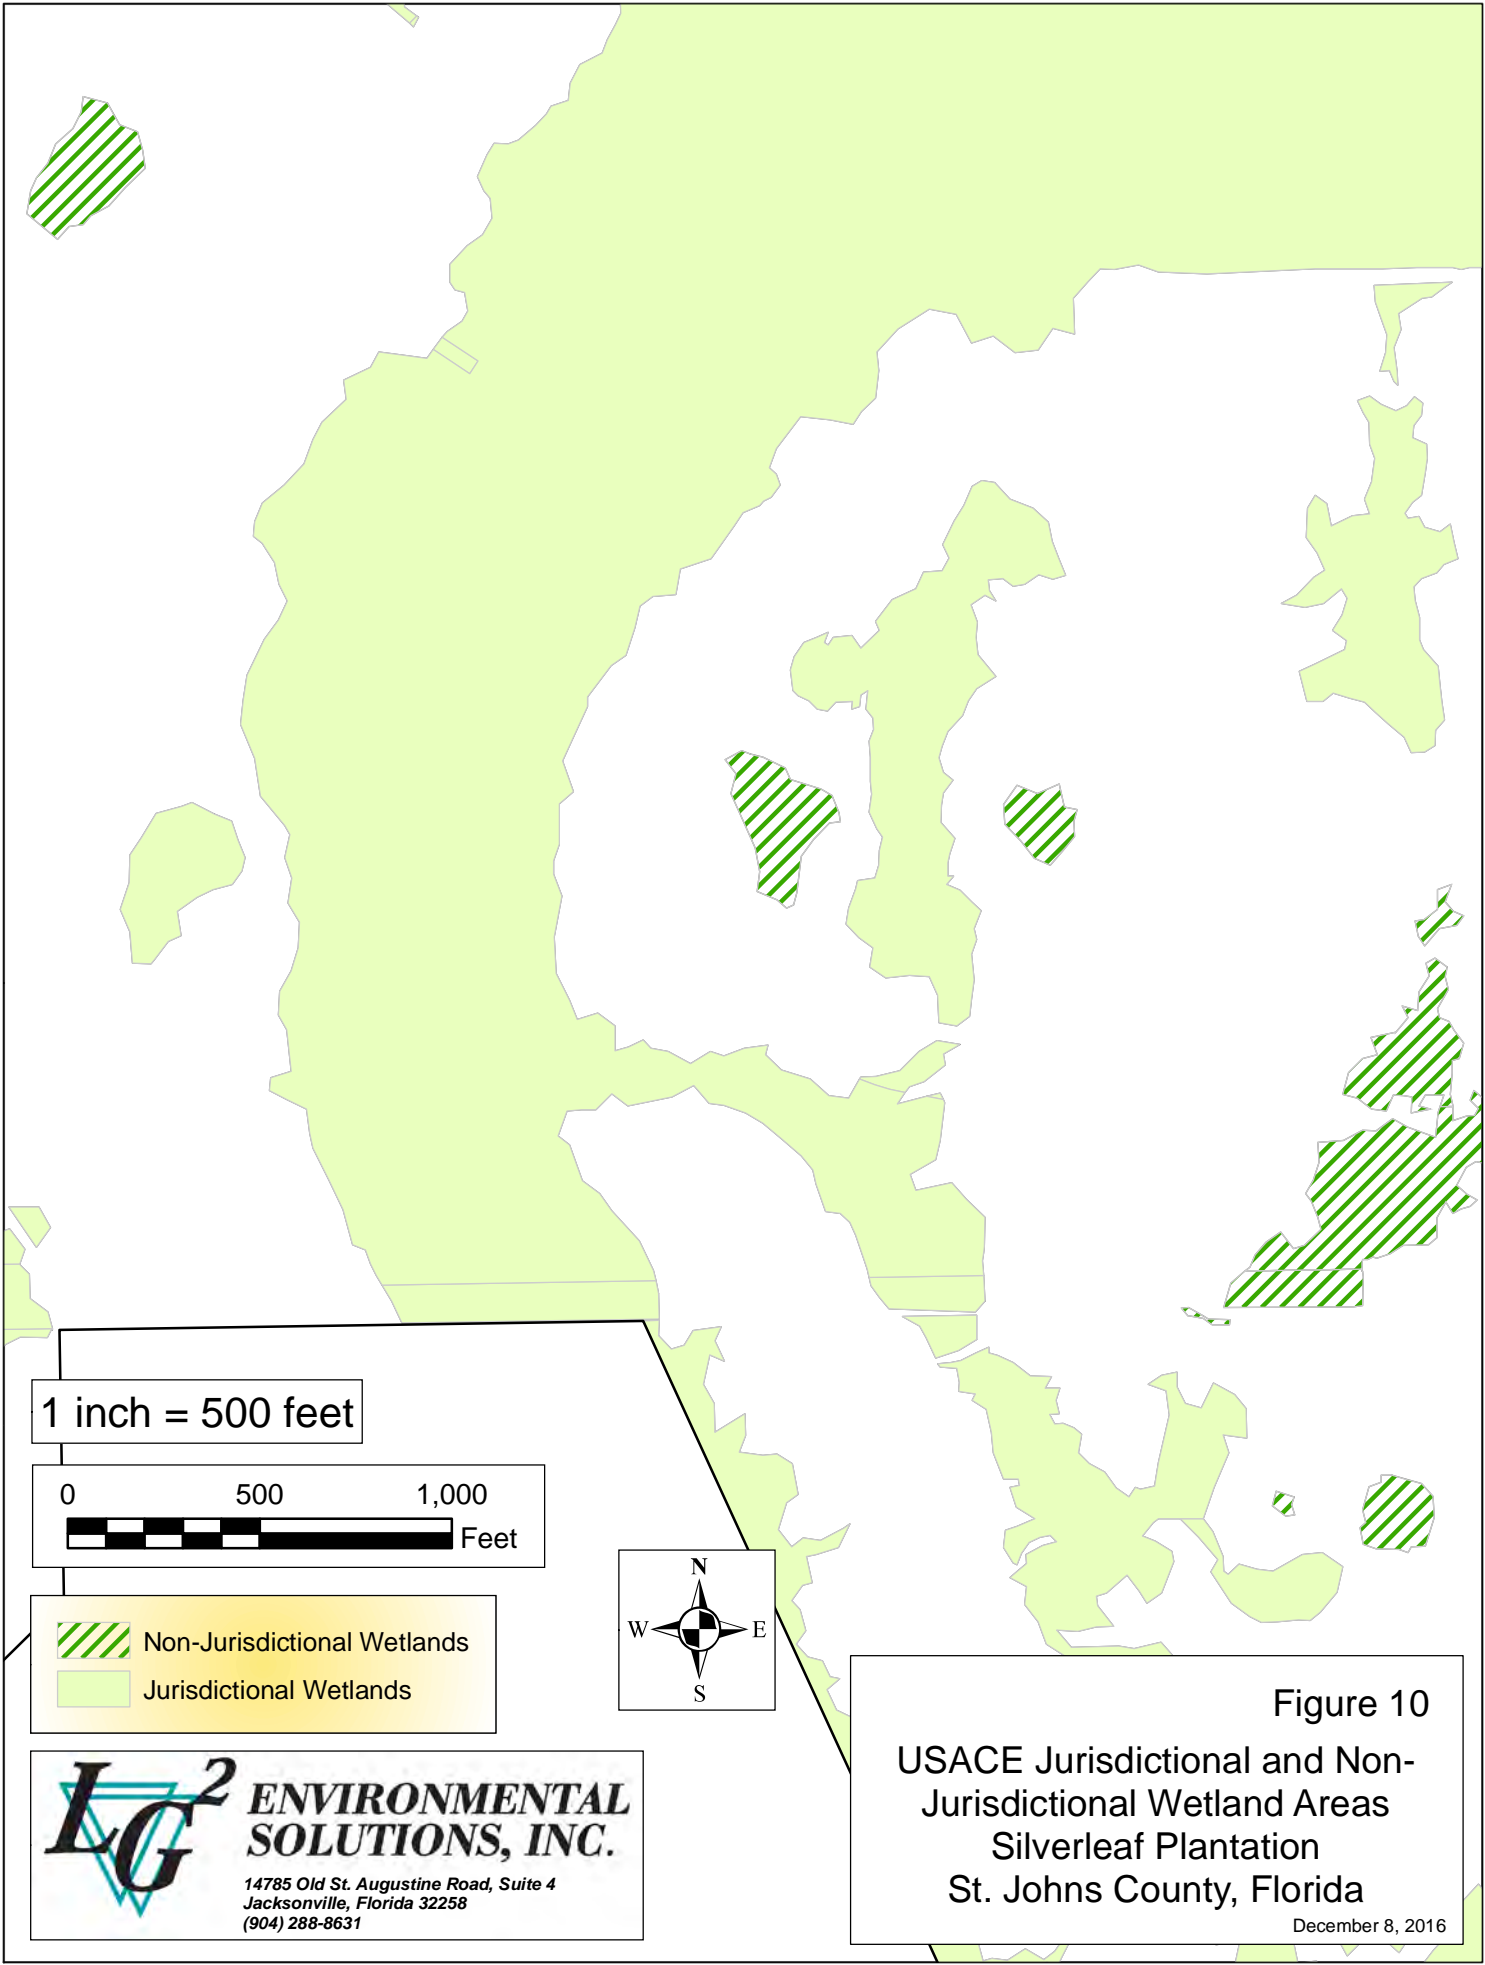 1 inch = 500 feet
0 500 1,000
Feet
Non-Jurisdictional Wetlands
Jurisdictional Wetlands
N
W E
S
LG2 ENVIRONMENTAL
SOLUTIONS, INC.
14785 Old St. Augustine Road, Suite 4
Jacksonville, Florida 32258
(904) 288-8631
Figure 10
USACE Jurisdictional and Non-
Jurisdictional Wetland Areas
Silverleaf Plantation
St. Johns County, Florida
December 8, 2016